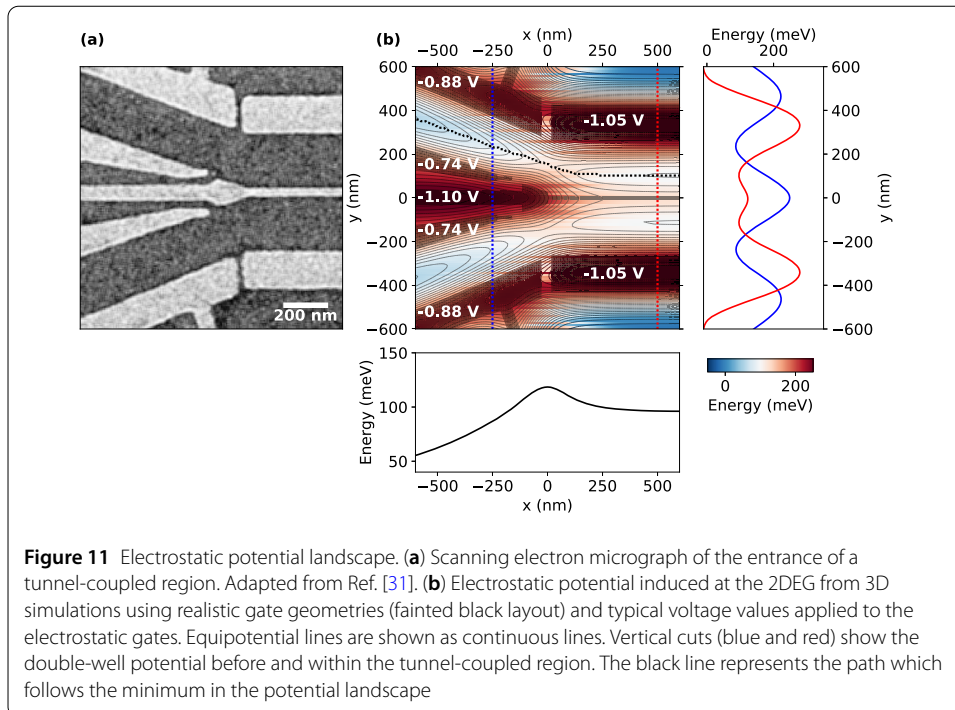 (a)
200 nm
(b)
x (nm)
−500 −250 0 250 500
-0.88 V
-1.05 V
-0.74 V
-1.10 V
-0.74 V
-1.05 V
-0.88 V
y (nm)
600
400
200
0
−200
−400
−600
Energy (meV)
0 200
600
400
200
0
−200
−400
−600
y (nm)
Energy (meV)
150
100
50
−500 −250 0 250 500
x (nm)
0 200
Energy (meV)
Figure 11 Electrostatic potential landscape. (a) Scanning electron micrograph of the entrance of a
tunnel-coupled region. Adapted from Ref. [31]. (b) Electrostatic potential induced at the 2DEG from 3D
simulations using realistic gate geometries (fainted black layout) and typical voltage values applied to the
electrostatic gates. Equipotential lines are shown as continuous lines. Vertical cuts (blue and red) show the
double-well potential before and within the tunnel-coupled region. The black line represents the path which
follows the minimum in the potential landscape